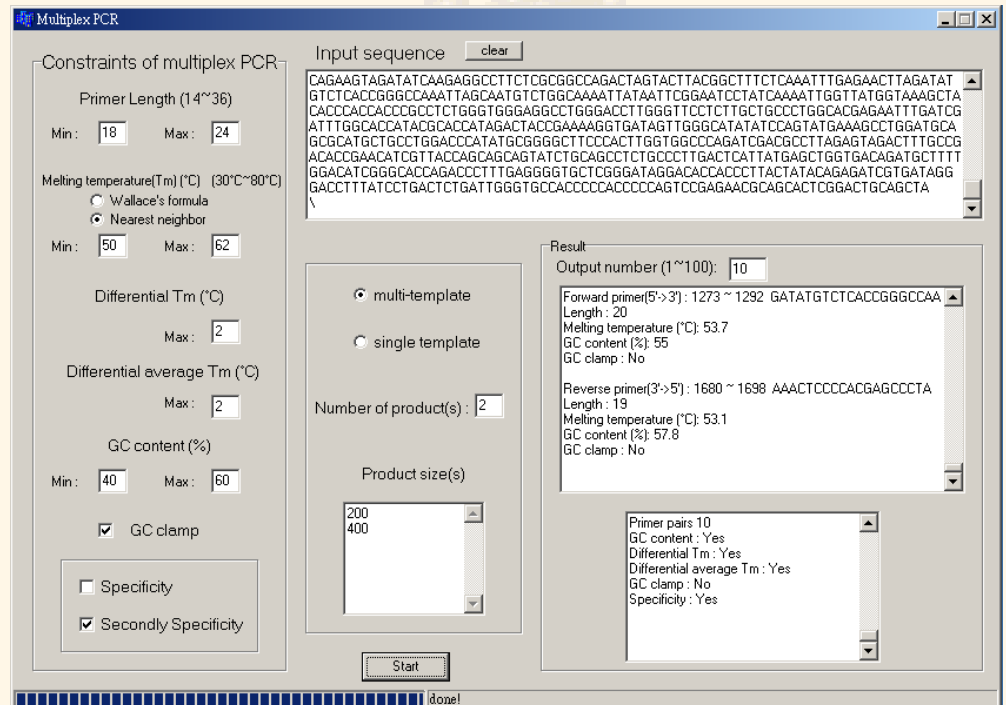 Multiplex PCR
Constraints of multiplex PCR
Primer Length (14~36)
Min : 18 Max : 24
Melting temperature(Tm) (°C) (30°C~80°C)
Wallace's formula
Nearest neighbor
Min : 50 Max : 62
Differential Tm (°C)
Max : 2
Differential average Tm (°C)
Max : 2
GC content (%)
Min : 40 Max : 60
GC clamp
Specificity
Secondly Specificity
Input sequence clear
CAGAAGTAGATATCAAGAGGCCTTCTCGCGGCCAGACTAGTACTTACGGCTTTCTCAAATTTGAGAACTTAGATAT
GTCTCACCGGGCCAAATTAGCAATGTCTGGCAAAATTATAATTCGGAATCCTATCAAAATTGGTTATGGTAAAGCTA
CACCCACCACCCGCCTCTGGGTGGGAGGCCTGGGACCTTGGGTTCCTCTTGCTGCCCTGGCACGAGAATTTGATCG
ATTTGGCACCATACGCACCATAGACTACCGAAAAGGTGATAGTTGGGCATATATCCAGTATGAAAGCCTGGATGCA
GCGCATGCTGCCTGGACCCATATGCGGGGCTTCCCACTTGGTGGCCCAGATCGACGCCTTAGAGTAGACTTTGCCG
ACACCGAACATCGTTACCAGCAGCAGTATCTGCAGCCTCTGCCCTTGACTCATTATGAGCTGGTGACAGATGCTTTT
GGGACATCGGGCACCAGACCCTTTGAGGGGTGCTCGGGATAGGACACCACCCTTACTATACAGAGATCGTGATAGG
GACCTTTATCCTGACTCTGATTGGGTGCCACCCCCACCCCCAGTCCGAGAACGCAGCACTCGGACTGCAGCTA
\
multi-template
single template
Number of product(s) : 2
Product size(s)
200
400
Start
Result
Output number (1~100): 10
Forward primer(5'->3') : 1273 ~ 1292 GATATGTCTCACCGGGCCAA
Length : 20
Melting temperature (°C): 53.7
GC content (%): 55
GC clamp : No
Reverse primer(3'->5') : 1680 ~ 1698 AAACTCCCCACGAGCCCTA
Length : 19
Melting temperature (°C): 53.1
GC content (%): 57.8
GC clamp : No
Primer pairs 10
GC content : Yes
Differential Tm : Yes
Differential average Tm : Yes
GC clamp : No
Specificity : Yes
done!